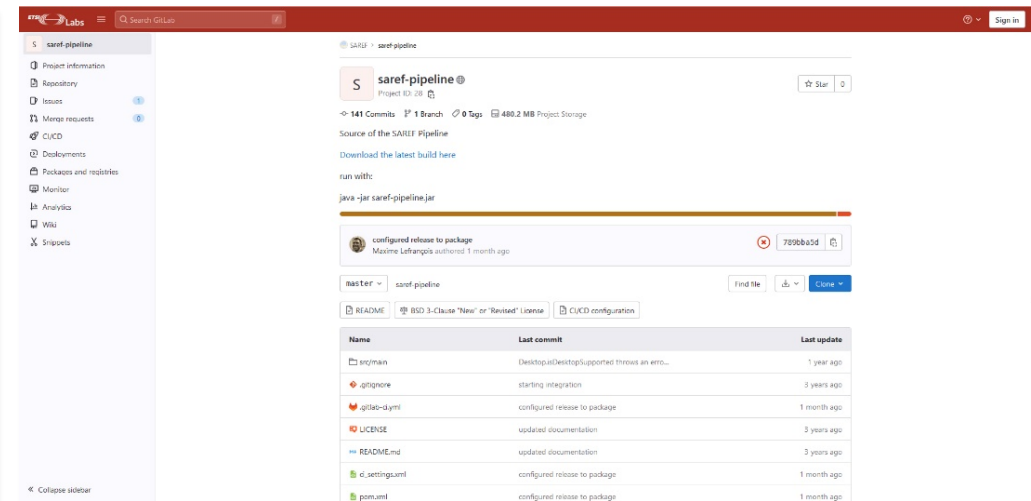 ETSI Labs Search GitLab / Sign in
S saref-pipeline
Project information
Repository
Issues 1
Merge requests 0
CI/CD
Deployments
Packages and registries
Monitor
Analytics
Wiki
Snippets
Collapse sidebar
SAREF > saref-pipeline
S
saref-pipeline
Project ID: 28
141 Commits 1 Branch 0 Tags 480.2 MB Project Storage
Star 0
Source of the SAREF Pipeline
Download the latest build here
run with:
java -jar saref-pipeline.jar
configured release to package
Maxime Lefrançois authored 1 month ago
789bba5d
master saref-pipeline Find file Clone
README BSD 3-Clause "New" or "Revised" License CI/CD configuration
Name Last commit Last update
src/main Desktop.isDesktopSupported throws an erro... 1 year ago
.gitignore starting integration 3 years ago
.gitlab-ci.yml configured release to package 1 month ago
LICENSE updated documentation 3 years ago
README.md updated documentation 3 years ago
ci_settings.xml configured release to package 1 month ago
pom.xml configured release to package 1 month ago